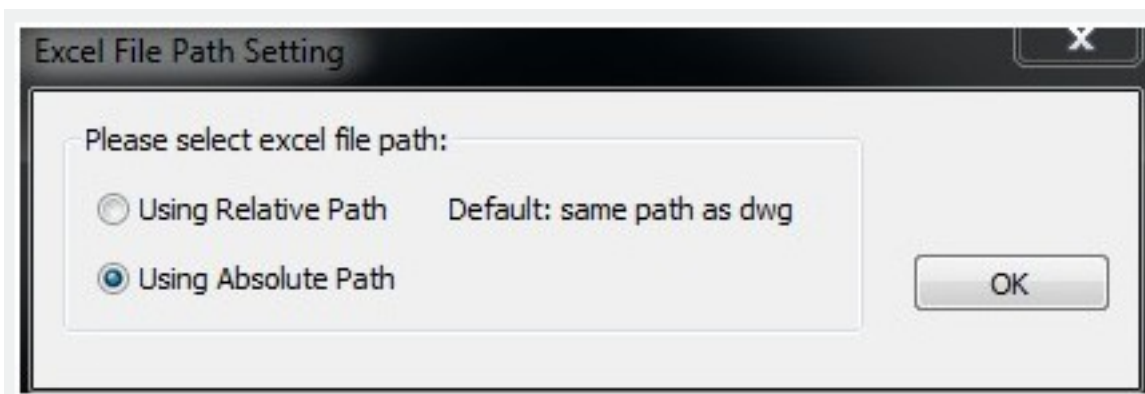 Excel File Path Setting
Please select excel file path:
Using Relative Path Default: same path as dwg
Using Absolute Path
OK